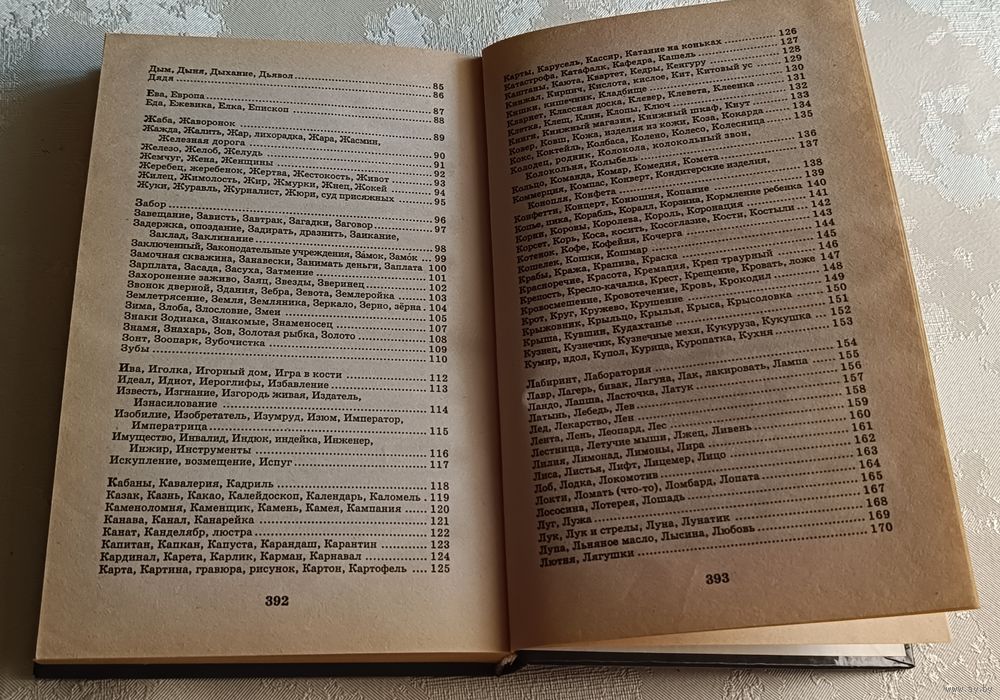 Дым, Дыня, Дыхание, Дьявол ........ 85
Дядя ........ 86
Ева, Европа ........ 87
Еда, Ежевика, Елка, Епископ ........ 88
Жаба, Жаворонок ........ 89
Жажда, Жалить, Жар, лихорадка, Жара, Жасмин,
Железная дорога ........ 90
Железо, Желоб, Желудь ........ 91
Жемчуг, Жена, Женщины ........ 92
Жеребец, жеребенок, Жертва, Жестокость, Живот ........ 93
Жилец, Жимолость, Жир, Жмурки, Жнец, Жокей ........ 94
Жуки, Журавль, Журналист, Жюри, суд присяжных ........ 95
Забор ........ 96
Завещание, Зависть, Завтрак, Загадки, Заговор ........ 97
Задержка, опоздание, Задирать, дразнить, Заикание,
Заклад, Заклинание ........ 98
Заключенный, Законодательные учреждения, За́мок, Замо́к ... 99
Замочная скважина, Занавески, Занимать деньги, Заплата 100
Зарплата, Засада, Засуха, Затмение ........ 101
Захоронение заживо, Заяц, Звезды, Зверинец ........ 102
Звонок дверной, Здания, Зебра, Зевота, Землеройка ........ 103
Землетрясение, Земля, Земляника, Зеркало, Зерно, зёрна . 104
Зима, Злоба, Злословие, Змеи ........ 105
Знаки Зодиака, Знакомые, Знаменосец ........ 107
Знамя, Знахарь, Зов, Золотая рыбка, Золото ........ 108
Зонт, Зоопарк, Зубочистка ........ 109
Зубы ........ 110
Ива, Иголка, Игорный дом, Игра в кости ........ 112
Идеал, Идиот, Иероглифы, Избавление ........ 113
Известь, Изгнание, Изгородь живая, Издатель,
Изнасилование ........ 114
Изобилие, Изобретатель, Изумруд, Изюм, Император,
Императрица ........ 115
Имущество, Инвалид, Индюк, индейка, Инженер,
Инжир, Инструменты ........ 116
Искупление, возмещение, Испуг ........ 117
Кабаны, Кавалерия, Кадриль ........ 118
Казак, Казнь, Какао, Калейдоскоп, Календарь, Каломель . 119
Каменоломня, Каменщик, Камень, Камея, Кампания ........ 120
Канава, Канал, Канарейка ........ 121
Канат, Канделябр, люстра ........ 122
Капитан, Капкан, Капуста, Карандаш, Карантин ........ 123
Кардинал, Карета, Карлик, Карман, Карнавал ........ 124
Карта, Картина, гравюра, рисунок, Картон, Картофель .... 125
392
Карты, Карусель, Кассир, Катание на коньках ........ 126
Катастрофа, Катафалк, Кафедра, Кашель ........ 127
Каштаны, Каюта, Квартет, Кедры, Кенгуру ........ 128
Кинжал, Кирпич, Кислота, кислое, Кит, Китовый ус ........ 129
Кишки, кишечник, Кладбище ........ 130
Кларнет, Классная доска, Клевер, Клевета, Клеенка ........ 131
Клетка, Клещ, Клин, Клопы, Ключ ........ 132
Книги, Книжный магазин, Книжный шкаф, Кнут ........ 133
Ковер, Ковш, Кожа, изделия из кожи, Коза, Кокарда ........ 134
Кокс, Коктейль, Колбаса, Колено, Колесо, Колесница ........ 135
Колодец, родник, Колокола, колокольный звон,
Колокольня, Колыбель ........ 136
Кольцо, Команда, Комар, Комедия, Комета ........ 137
Коммерция, Компас, Конверт, Кондитерские изделия,
Конопля, Конфета ........ 138
Конфетти, Концерт, Конюшня, Копание ........ 139
Копье, пика, Корабль, Коралл, Корзина, Кормление ребенка 140
Корки, Коровы, Королева, Король, Коронация ........ 141
Корсет, Корь, Коса, косить, Косоглазие, Кости, Костыли .. 142
Котенок, Кофе, Кофейня, Кочерга ........ 143
Кошелек, Кошки, Кошмар ........ 144
Крабы, Кража, Крапива, Краска ........ 145
Красноречие, Красота, Кремация, Креп траурный ........ 146
Крепость, Кресло-качалка, Крест, Крещение, Кровать, ложе 147
Кровосмешение, Кровотечение, Кровь, Крокодил ........ 148
Крот, Круг, Кружево, Крушение ........ 149
Крыжовник, Крыльцо, Крылья, Крыса, Крысоловка ........ 150
Крыша, Кувшин, Кудахтанье ........ 151
Кузнец, Кузнечик, Кузнечные мехи, Кукуруза, Кукушка .. 152
Кумир, идол, Купол, Курица, Куропатка, Кухня ........ 153
Лабиринт, Лаборатория ........ 154
Лавр, Лагерь, бивак, Лагуна, Лак, лакировать, Лампа ...... 155
Ландо, Лапша, Ласточка, Латук ........ 156
Латынь, Лебедь, Лев ........ 157
Лед, Лекарство, Лен ........ 158
Лента, Лень, Леопард, Лес ........ 159
Лестница, Летучие мыши, Лжец, Ливень ........ 160
Лилия, Лимонад, Лимоны, Лира ........ 161
Лиса, Листья, Лифт, Лицемер, Лицо ........ 162
Лоб, Лодка, Локомотив ........ 163
Локти, Ломать (что-то), Ломбард, Лопата ........ 164
Лососина, Лотерея, Лошадь ........ 165
Луг, Лужа ........ 167
Лук, Лук и стрелы, Луна, Лунатик ........ 168
Лупа, Льняное масло, Лысина, Любовь ........ 169
Лютня, Лягушки ........ 170
393
www.ay.by